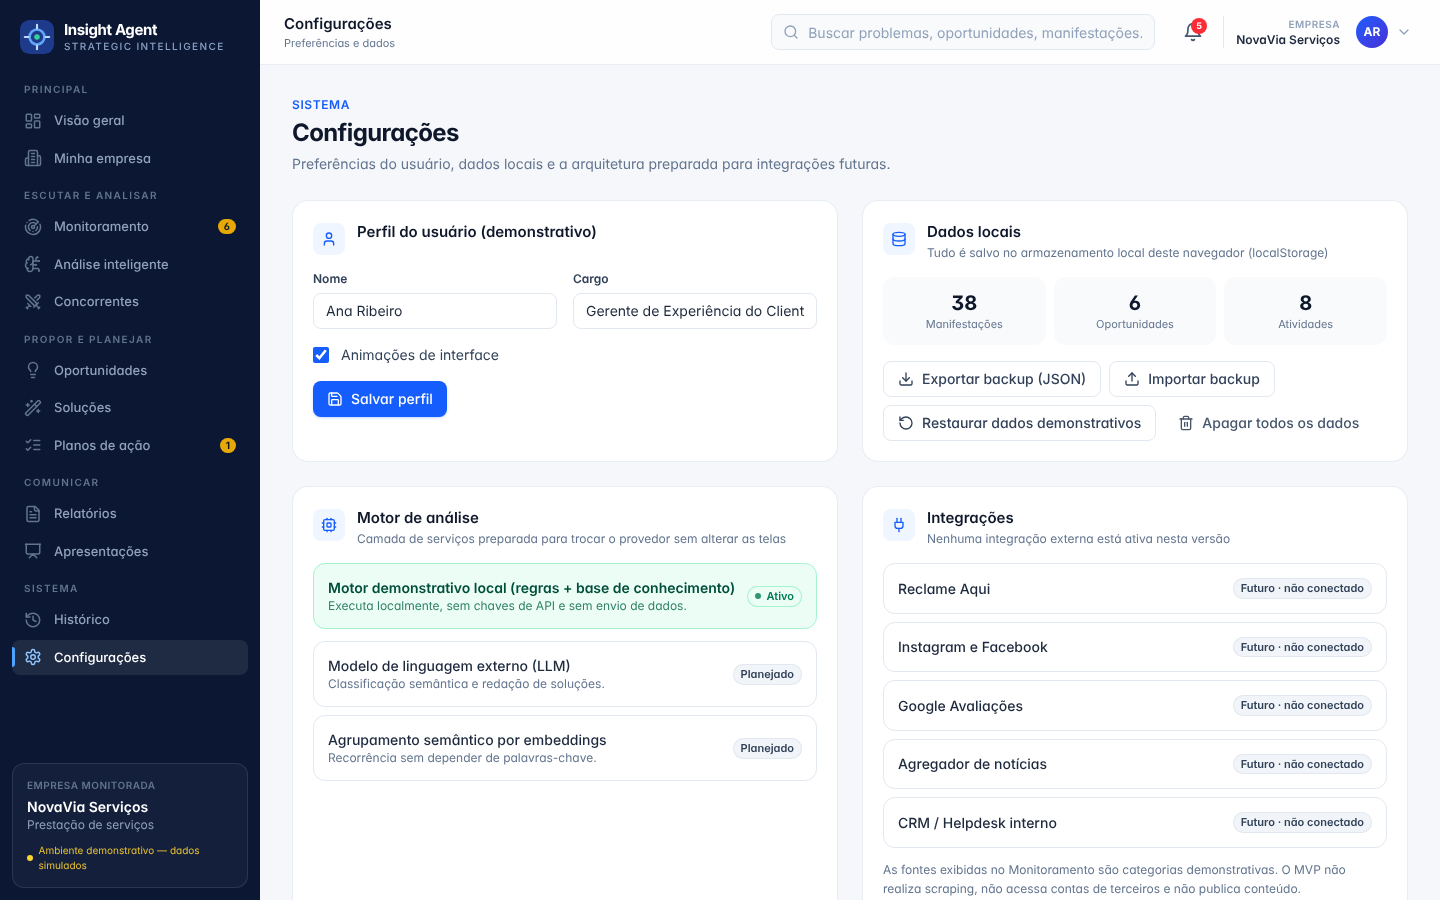 Insight Agent
STRATEGIC INTELLIGENCE
PRINCIPAL
Visão geral
Minha empresa
ESCUTAR E ANALISAR
Monitoramento
6
Análise inteligente
Concorrentes
PROPOR E PLANEJAR
Oportunidades
Soluções
Planos de ação
1
COMUNICAR
Relatórios
Apresentações
SISTEMA
Histórico
Configurações
EMPRESA MONITORADA
NovaVia Serviços
Prestação de serviços
Ambiente demonstrativo — dados
simulados
Configurações
Preferências e dados
Buscar problemas, oportunidades, manifestações.
5
EMPRESA
NovaVia Serviços
AR
SISTEMA
Configurações
Preferências do usuário, dados locais e a arquitetura preparada para integrações futuras.
Perfil do usuário (demonstrativo)
Nome
Cargo
Ana Ribeiro
Gerente de Experiência do Client
Animações de interface
Salvar perfil
Dados locais
Tudo é salvo no armazenamento local deste navegador (localStorage)
38
Manifestações
6
Oportunidades
8
Atividades
Exportar backup (JSON)
Importar backup
Restaurar dados demonstrativos
Apagar todos os dados
Motor de análise
Camada de serviços preparada para trocar o provedor sem alterar as telas
Motor demonstrativo local (regras + base de conhecimento)
Executa localmente, sem chaves de API e sem envio de dados.
Ativo
Modelo de linguagem externo (LLM)
Classificação semântica e redação de soluções.
Planejado
Agrupamento semântico por embeddings
Recorrência sem depender de palavras-chave.
Planejado
Integrações
Nenhuma integração externa está ativa nesta versão
Reclame Aqui
Futuro · não conectado
Instagram e Facebook
Futuro · não conectado
Google Avaliações
Futuro · não conectado
Agregador de notícias
Futuro · não conectado
CRM / Helpdesk interno
Futuro · não conectado
As fontes exibidas no Monitoramento são categorias demonstrativas. O MVP não
realiza scraping, não acessa contas de terceiros e não publica conteúdo.